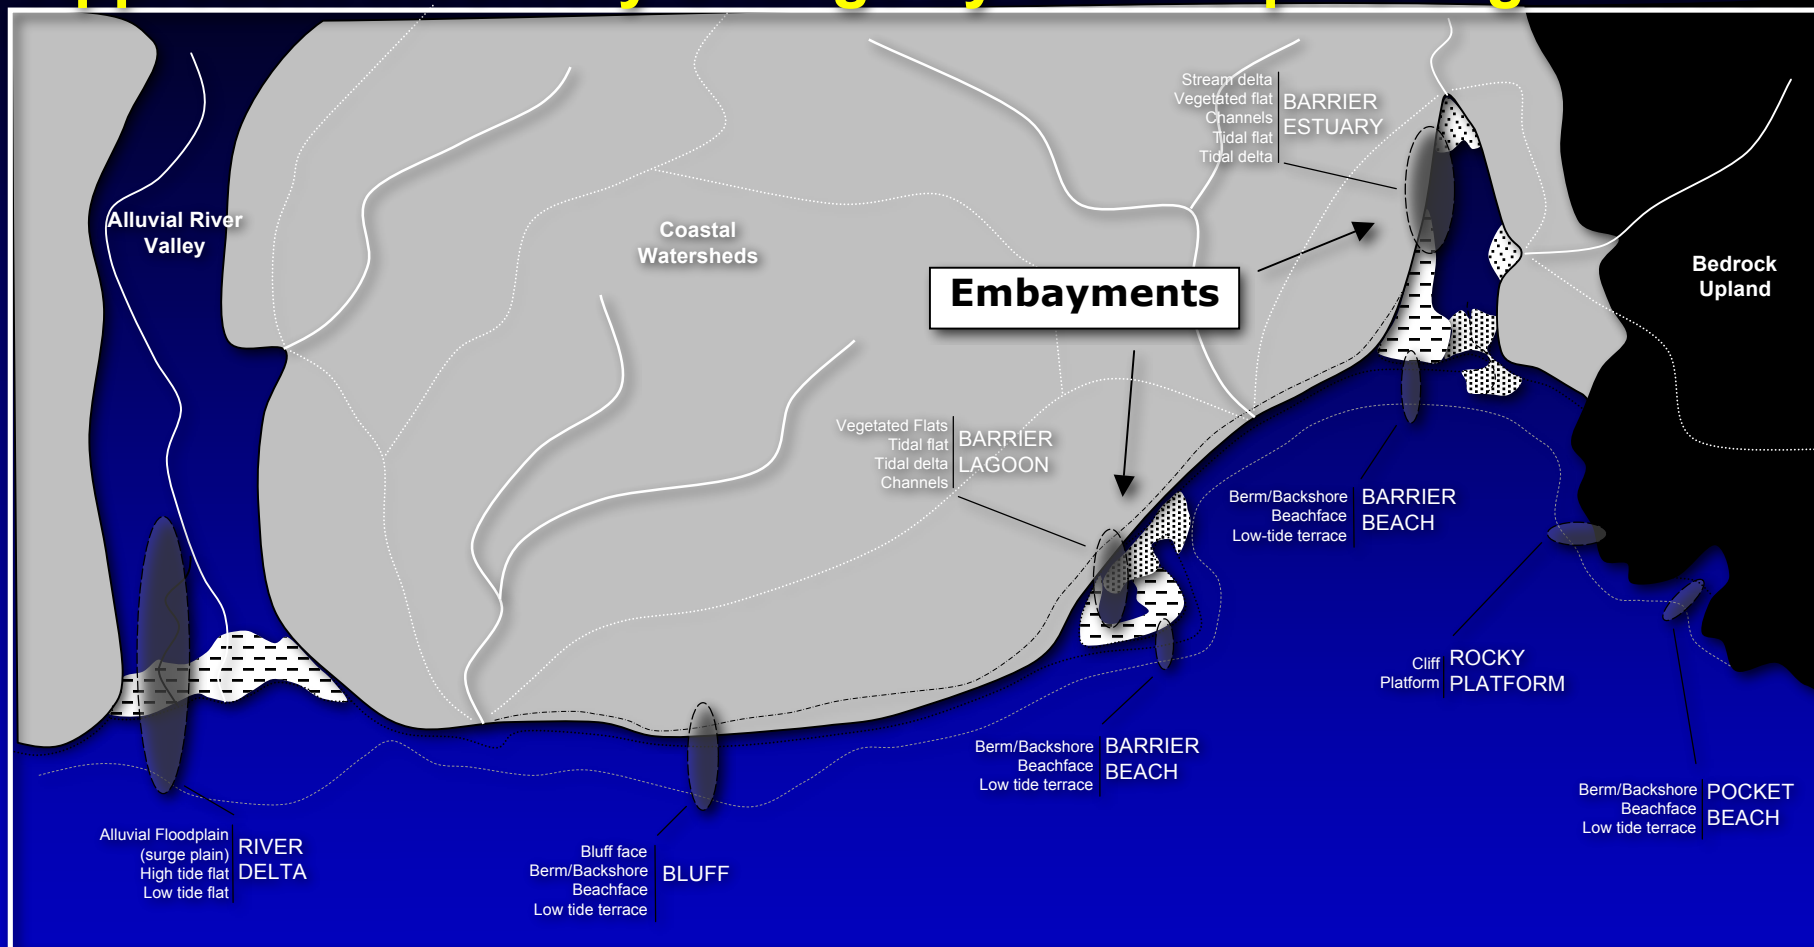 Stream delta
Vegetated flat
Channels
Tidal flat
Tidal delta
BARRIER
ESTUARY
Alluvial River
Valley
Coastal
Watersheds
Embayments
Bedrock
Upland
Vegetated Flats
Tidal flat
Tidal delta
Channels
BARRIER
LAGOON
Berm/Backshore
Beachface
Low-tide terrace
BARRIER
BEACH
Cliff
Platform
ROCKY
PLATFORM
Berm/Backshore
Beachface
Low tide terrace
BARRIER
BEACH
Berm/Backshore
Beachface
Low tide terrace
POCKET
BEACH
Alluvial Floodplain
(surge plain)
High tide flat
Low tide flat
RIVER
DELTA
Bluff face
Berm/Backshore
Beachface
Low tide terrace
BLUFF